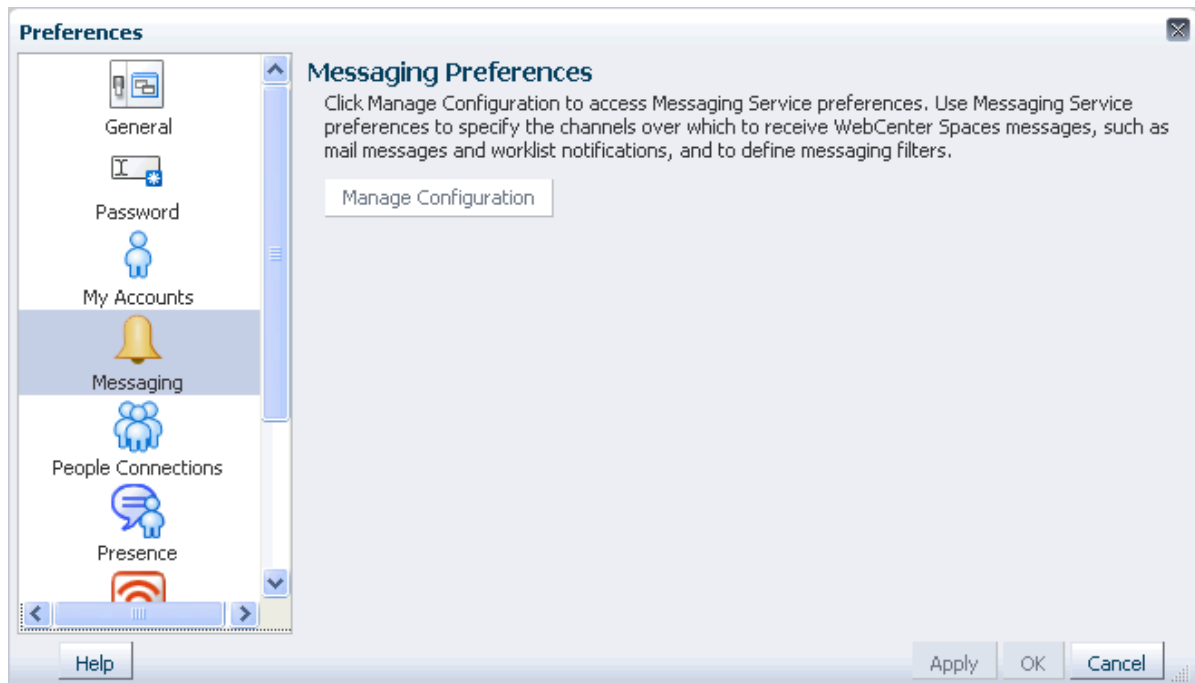 Preferences
General
Password
My Accounts
Messaging
People Connections
Presence
Messaging Preferences
Click Manage Configuration to access Messaging Service preferences. Use Messaging Service
preferences to specify the channels over which to receive WebCenter Spaces messages, such as
mail messages and worklist notifications, and to define messaging filters.
Manage Configuration
Help
Apply
OK
Cancel